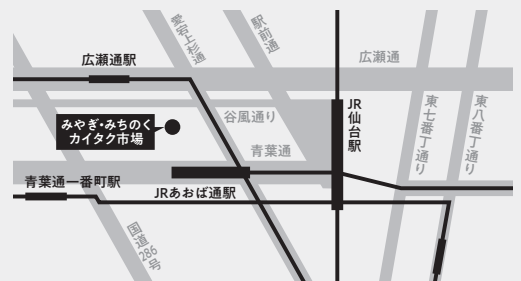 愛宕上杉通
駅前通
広瀬通駅
広瀬通
みやぎ・みちのく
カイタク市場
谷風通り
JR仙台駅
東七番丁通り
東八番丁通り
青葉通
青葉通一番町駅
JRあおば通駅
国道286号